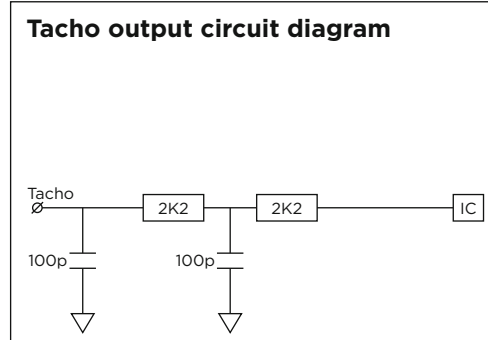 Tacho output circuit diagram
Tacho
2K2 2K2 IC
100p 100p